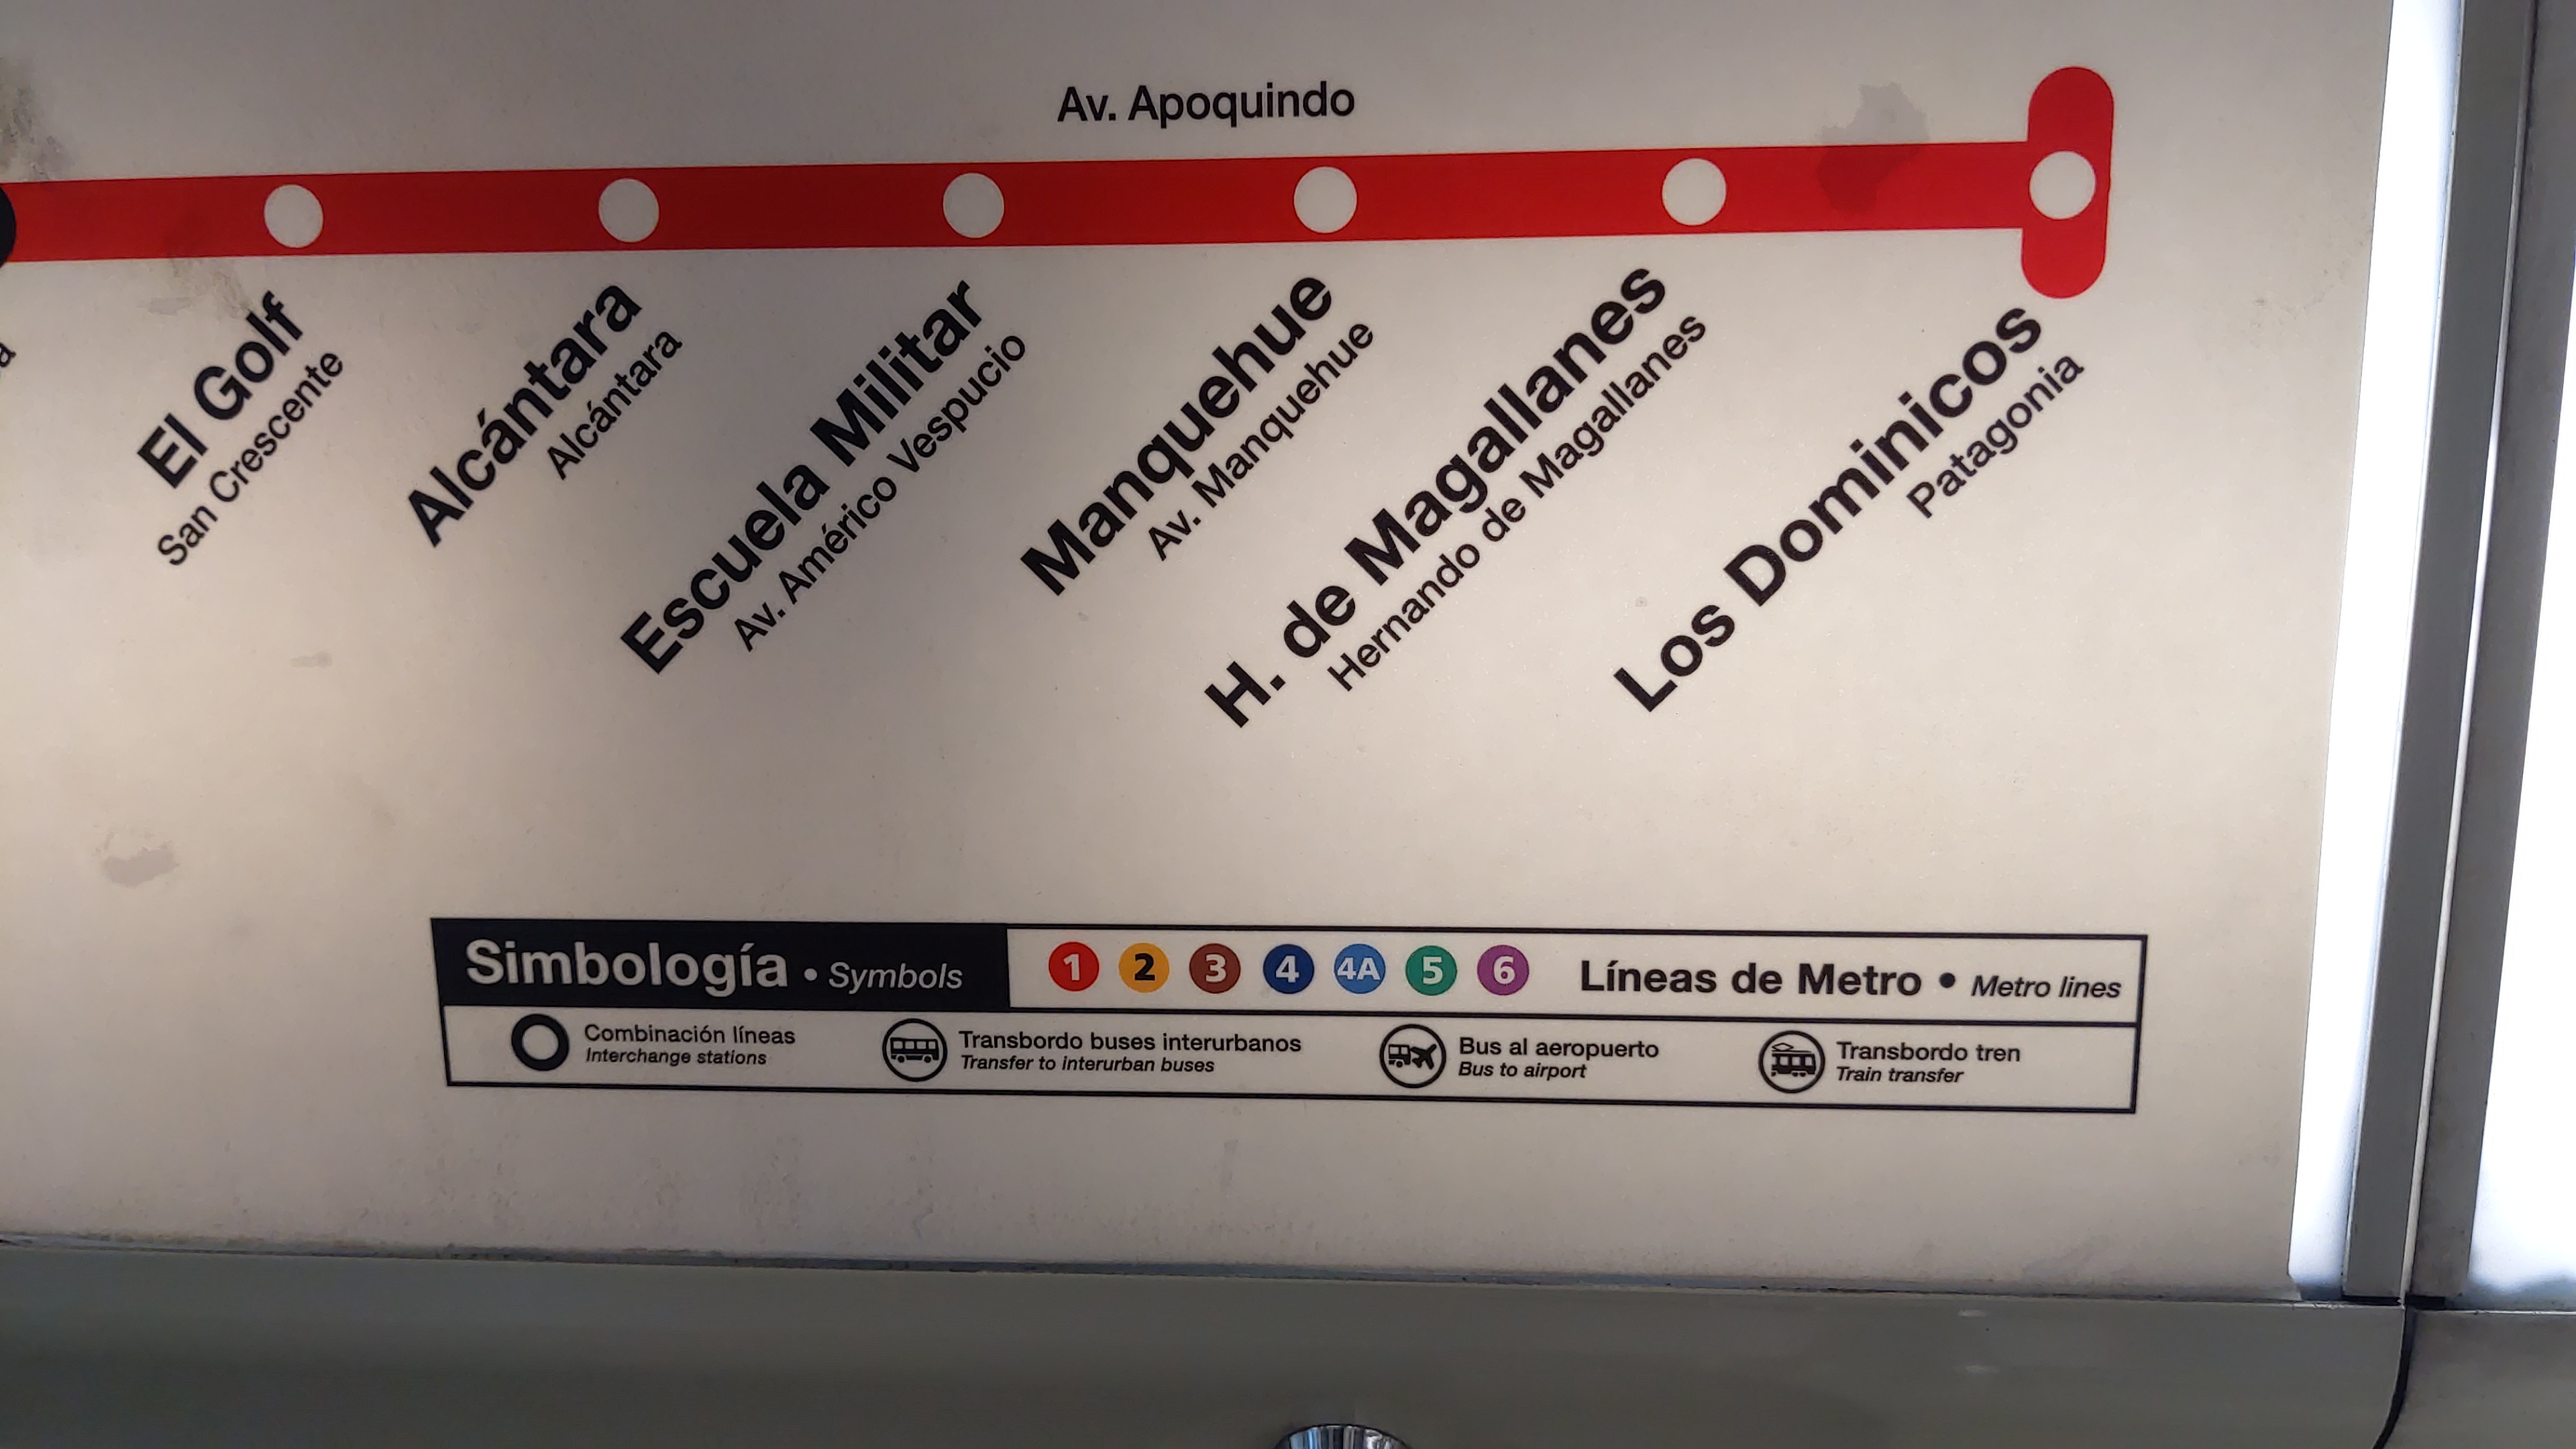 Av. Apoquindo
El Golf
San Crescente
Alcántara
Alcántara
Escuela Militar
Av. Américo Vespucio
Manquehue
Av. Manquehue
H. de Magallanes
Hernando de Magallanes
Los Dominicos
Patagonia
Simbología • Symbols
1 2 3 4 4A 5 6 Líneas de Metro • Metro lines
Combinación líneas
Interchange stations
Transbordo buses interurbanos
Transfer to interurban buses
Bus al aeropuerto
Bus to airport
Transbordo tren
Train transfer